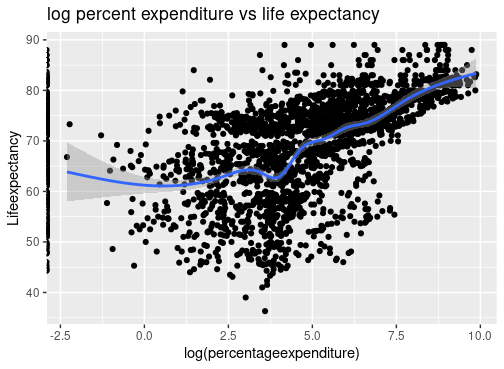 log percent expenditure vs life expectancy
90
80
70
60
50
40
Lifeexpectancy
-2.5 0.0 2.5 5.0 7.5 10.0
log(percentageexpenditure)